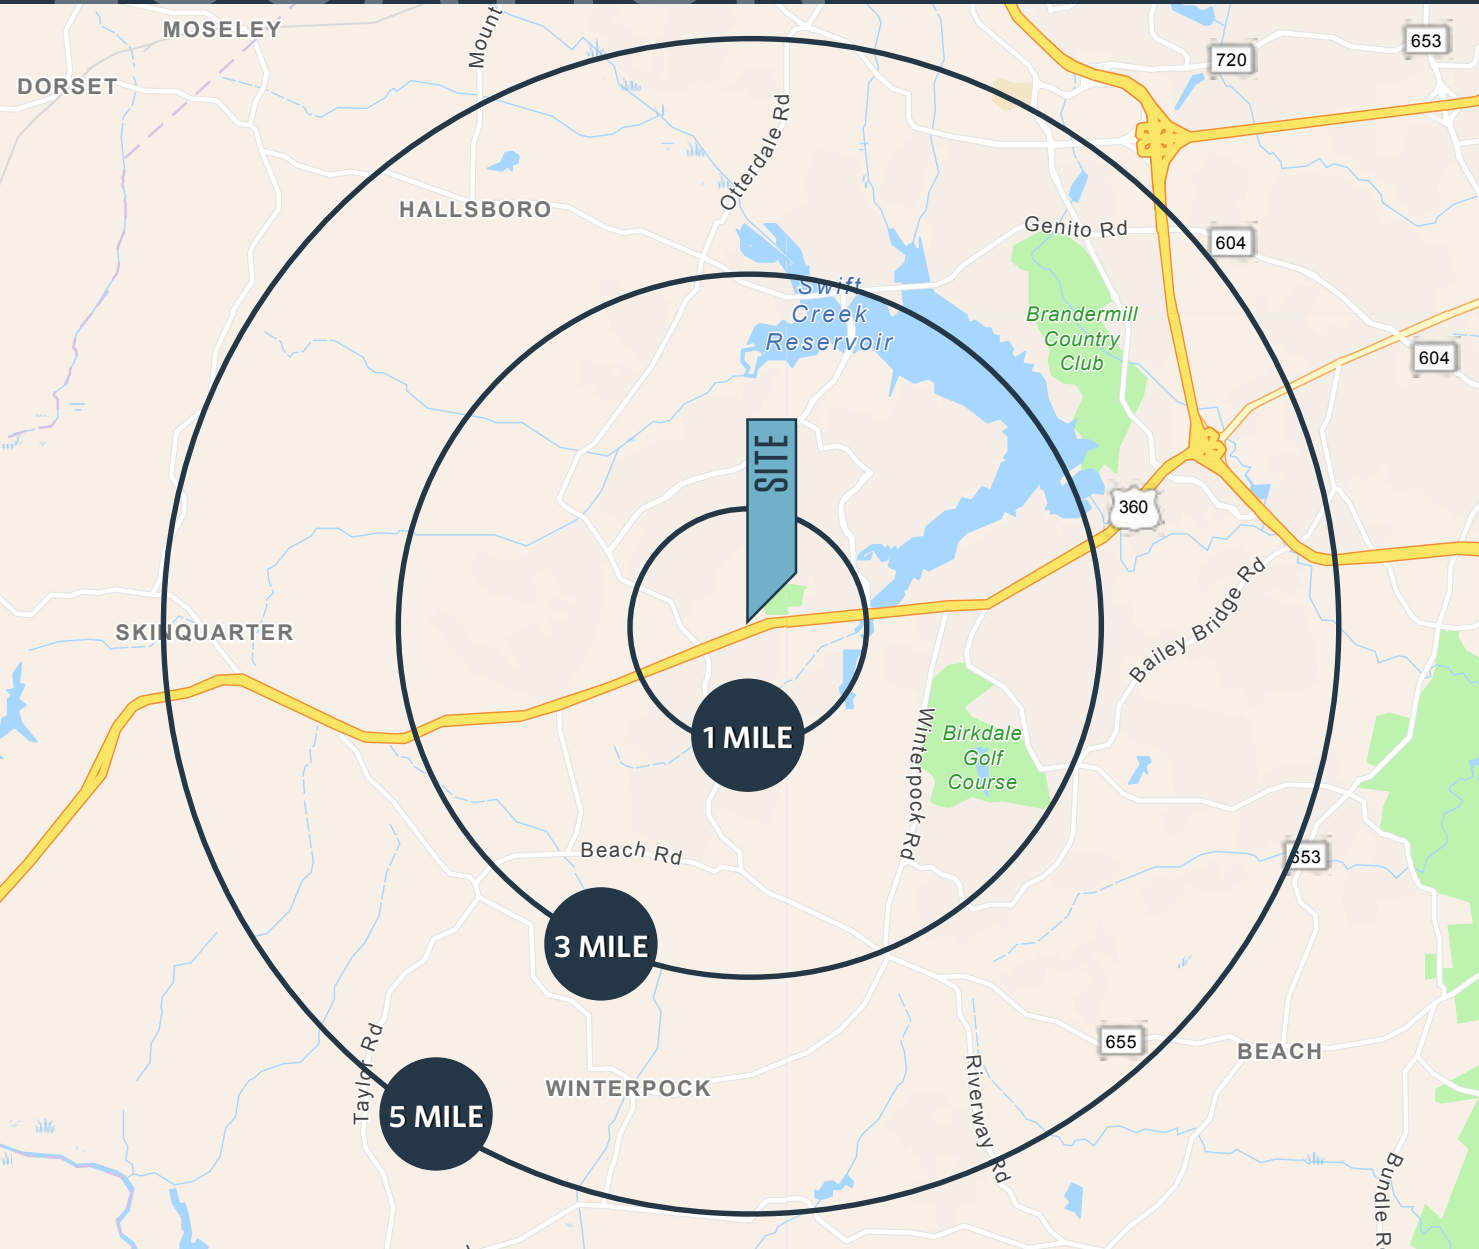 MOSELEY
Mount
653
720
DORSET
Otterdale Rd
HALLSBORO
Genito Rd
604
Swift
Creek
Reservoir
Brandermill
Country
Club
604
SITE
360
Bailey Bridge Rd
SKINQUARTER
1 MILE
Winterpock Rd
Birkdale
Golf
Course
Beach Rd
653
3 MILE
655
BEACH
Taylor Rd
WINTERPOCK
Riverway Rd
5 MILE
Bundle R